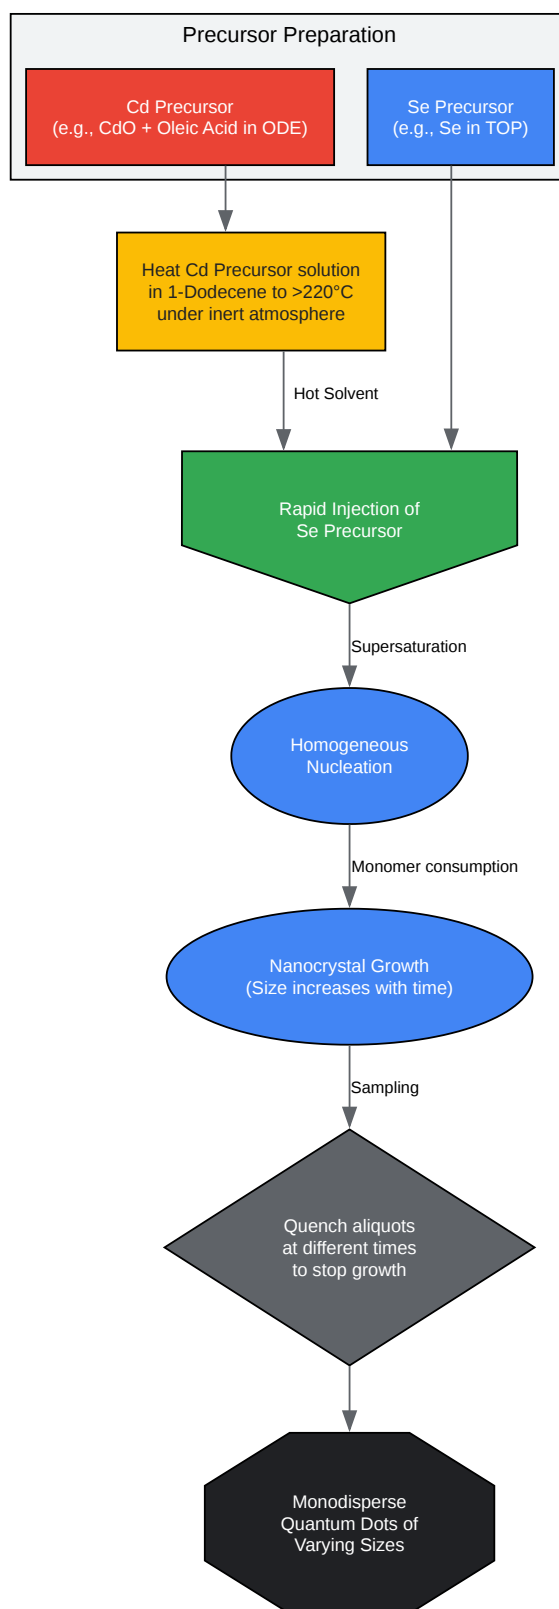 Precursor Preparation
Cd Precursor
(e.g., CdO + Oleic Acid in ODE)
Se Precursor
(e.g., Se in TOP)
Heat Cd Precursor solution
in 1-Dodecene to >220°C
under inert atmosphere
Hot Solvent
Rapid Injection of
Se Precursor
Supersaturation
Homogeneous
Nucleation
Monomer consumption
Nanocrystal Growth
(Size increases with time)
Sampling
Quench aliquots
at different times
to stop growth
Monodisperse
Quantum Dots of
Varying Sizes